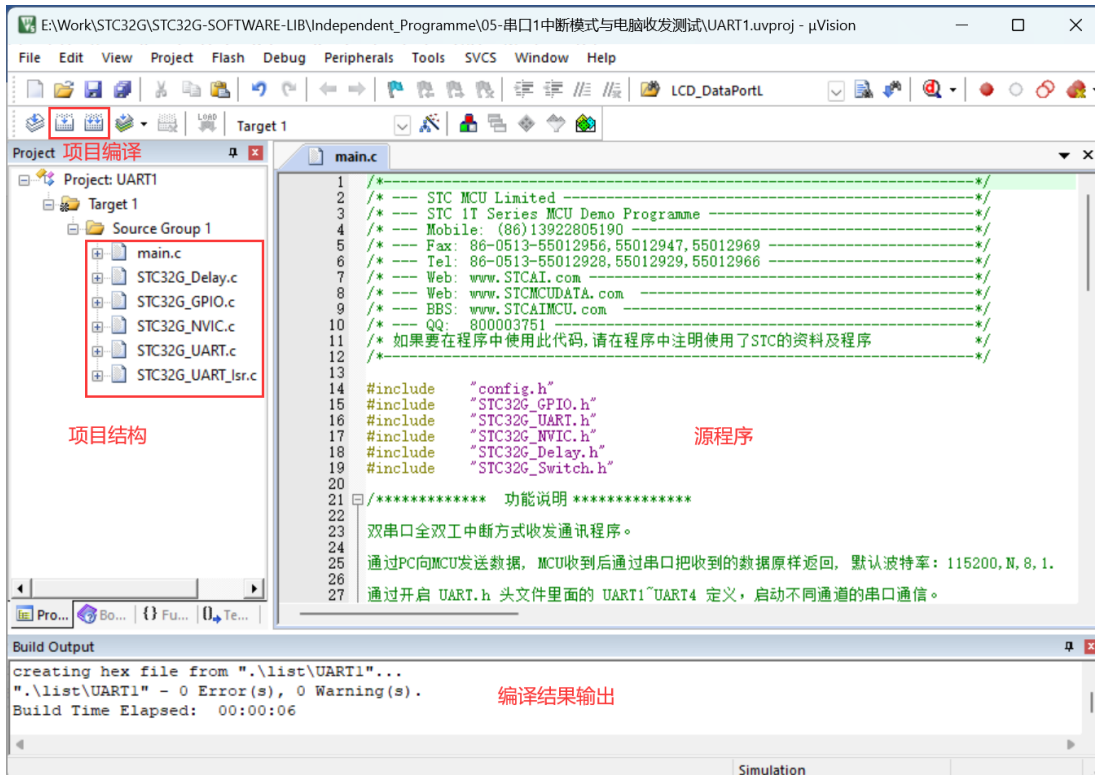 E:\Work\STC32G\STC32G-SOFTWARE-LIB\Independent_Programme\05-串口1中断模式与电脑收发测试\UART1.uvproj - µVision
File Edit View Project Flash Debug Peripherals Tools SVCS Window Help
LCD_DataPortL
LOAD
Target 1
Project 项目编译
Project: UART1
Target 1
Source Group 1
main.c
STC32G_Delay.c
STC32G_GPIO.c
STC32G_NVIC.c
STC32G_UART.c
STC32G_UART_Isr.c
项目结构
Pro... Bo... {} Fu... Te...
main.c
1 /*---------------------------------------------------------------------*/
2 /* --- STC MCU Limited ------------------------------------------------*/
3 /* --- STC 1T Series MCU Demo Programme -------------------------------*/
4 /* --- Mobile: (86)13922805190 ----------------------------------------*/
5 /* --- Fax: 86-0513-55012956,55012947,55012969 ------------------------*/
6 /* --- Tel: 86-0513-55012928,55012929,55012966 ------------------------*/
7 /* --- Web: www.STCAI.com ---------------------------------------------*/
8 /* --- Web: www.STCMCUDATA.com ---------------------------------------*/
9 /* --- BBS: www.STCAIMCU.com -----------------------------------------*/
10 /* --- QQ: 800003751 -------------------------------------------------*/
11 /* 如果要在程序中使用此代码,请在程序中注明使用了STC的资料及程序 */
12 /*---------------------------------------------------------------------*/
13
14 #include "config.h"
15 #include "STC32G_GPIO.h"
16 #include "STC32G_UART.h"
17 #include "STC32G_NVIC.h"
18 #include "STC32G_Delay.h"
19 #include "STC32G_Switch.h"
源程序
20
21 /************* 功能说明 **************
22
23 双串口全双工中断方式收发通讯程序。
24
25 通过PC向MCU发送数据, MCU收到后通过串口把收到的数据原样返回, 默认波特率：115200,N,8,1.
26
27 通过开启 UART.h 头文件里面的 UART1~UART4 定义，启动不同通道的串口通信。
Build Output
creating hex file from ".\list\UART1"...
".\list\UART1" - 0 Error(s), 0 Warning(s).
Build Time Elapsed: 00:00:06
编译结果输出
Simulation